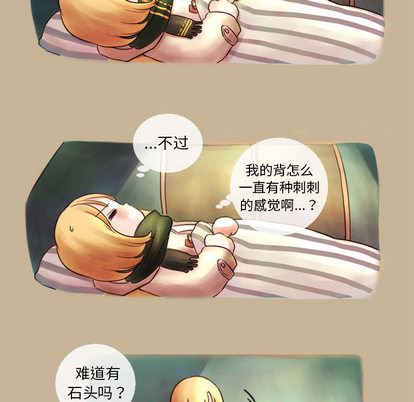 ...不过
我的背怎么
一直有种刺刺
的感觉啊...？
难道有
石头吗？